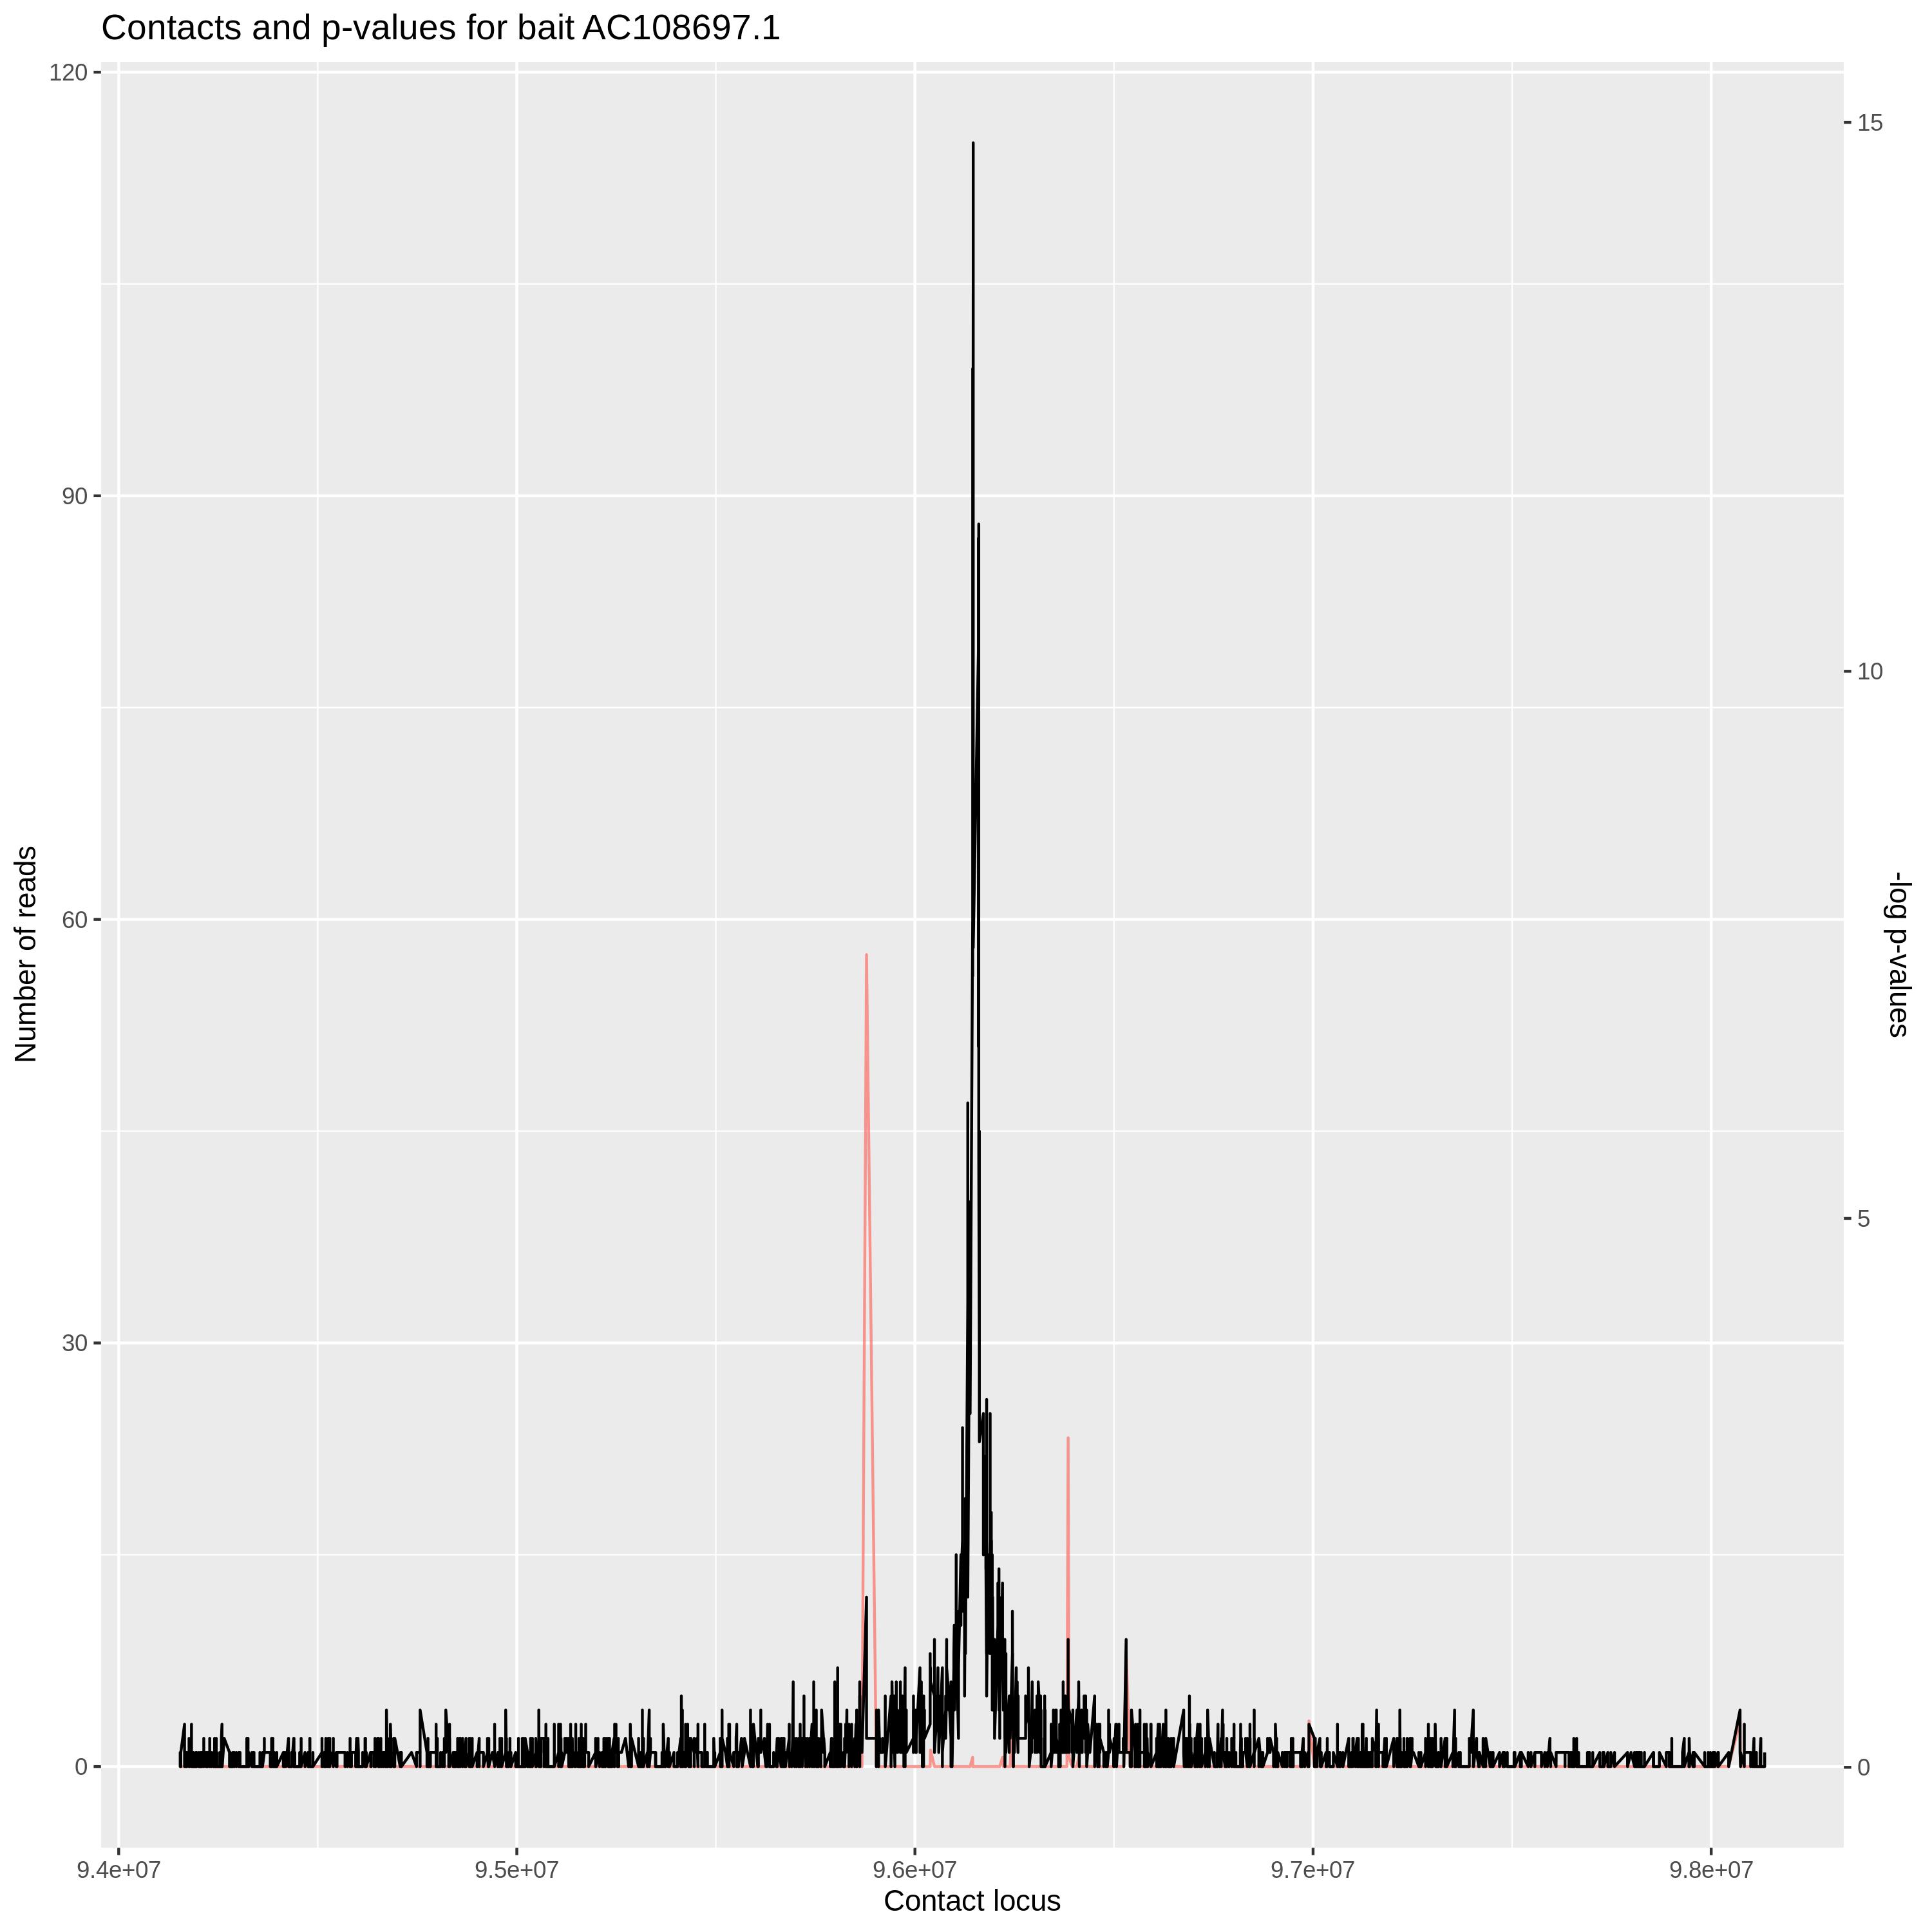 Contacts and p-values for bait AC108697.1
120
90
60
30
0
Number of reads
15
10
5
0
-log p-values
9.4e+07
9.5e+07
9.6e+07
9.7e+07
9.8e+07
Contact locus